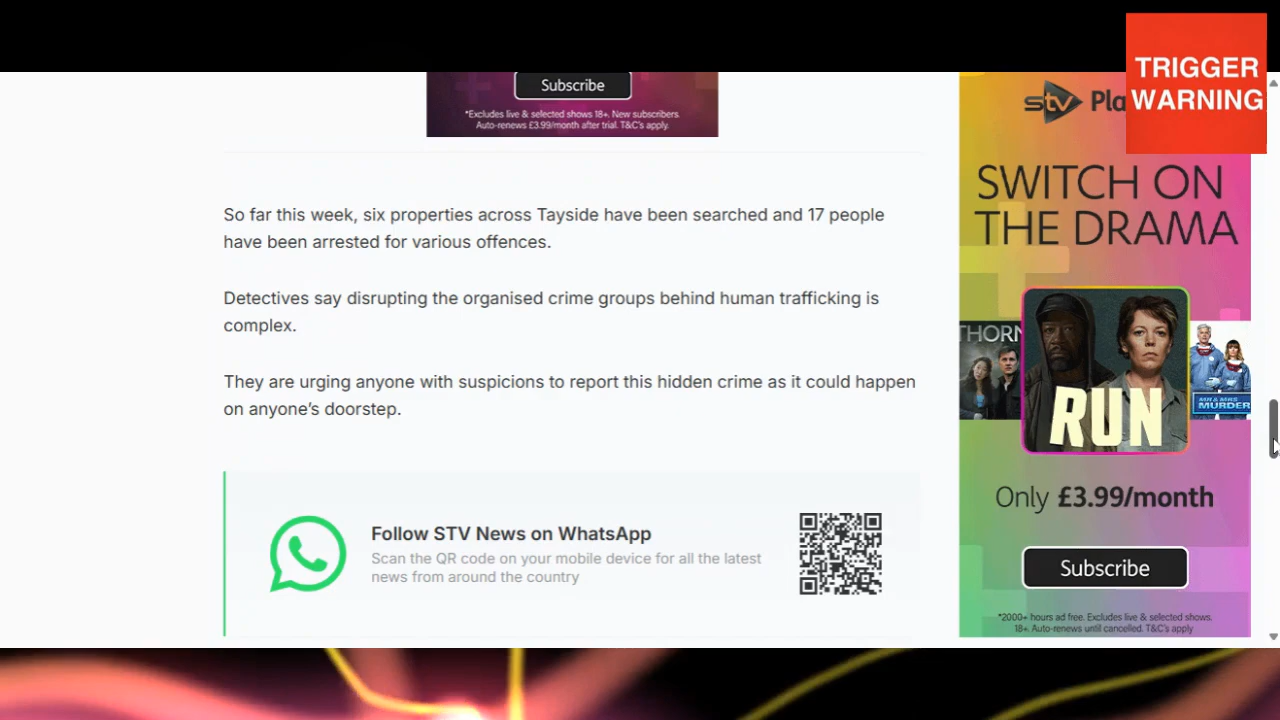 TRIGGER
WARNING
Subscribe
*Excludes live & selected shows 18+. New subscribers.
Auto-renews £3.99/month after trial. T&C's apply.
So far this week, six properties across Tayside have been searched and 17 people
have been arrested for various offences.
Detectives say disrupting the organised crime groups behind human trafficking is
complex.
They are urging anyone with suspicions to report this hidden crime as it could happen
on anyone’s doorstep.
Follow STV News on WhatsApp
Scan the QR code on your mobile device for all the latest
news from around the country
stv Pla
SWITCH ON
THE DRAMA
THORN
RUN
MR & MRS
MURDER
Only £3.99/month
Subscribe
*2000+ hours ad free. Excludes live & selected shows.
18+. Auto-renews until cancelled. T&C's apply